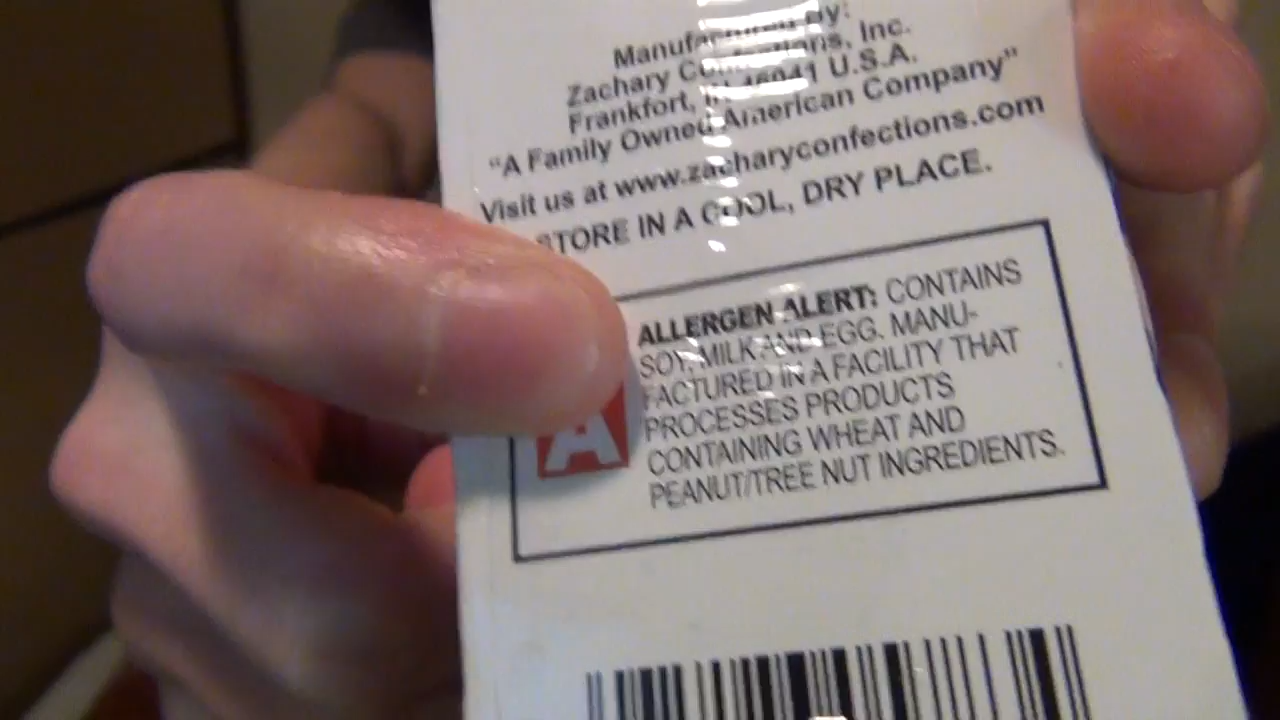 Manufactured By:
Zachary Confections, Inc.
Frankfort, IN 46041 U.S.A.
"A Family Owned American Company"
Visit us at www.zacharyconfections.com
STORE IN A COOL, DRY PLACE.
ALLERGEN ALERT: CONTAINS
SOY, MILK AND EGG. MANU-
FACTURED IN A FACILITY THAT
PROCESSES PRODUCTS
CONTAINING WHEAT AND
PEANUT/TREE NUT INGREDIENTS.
A